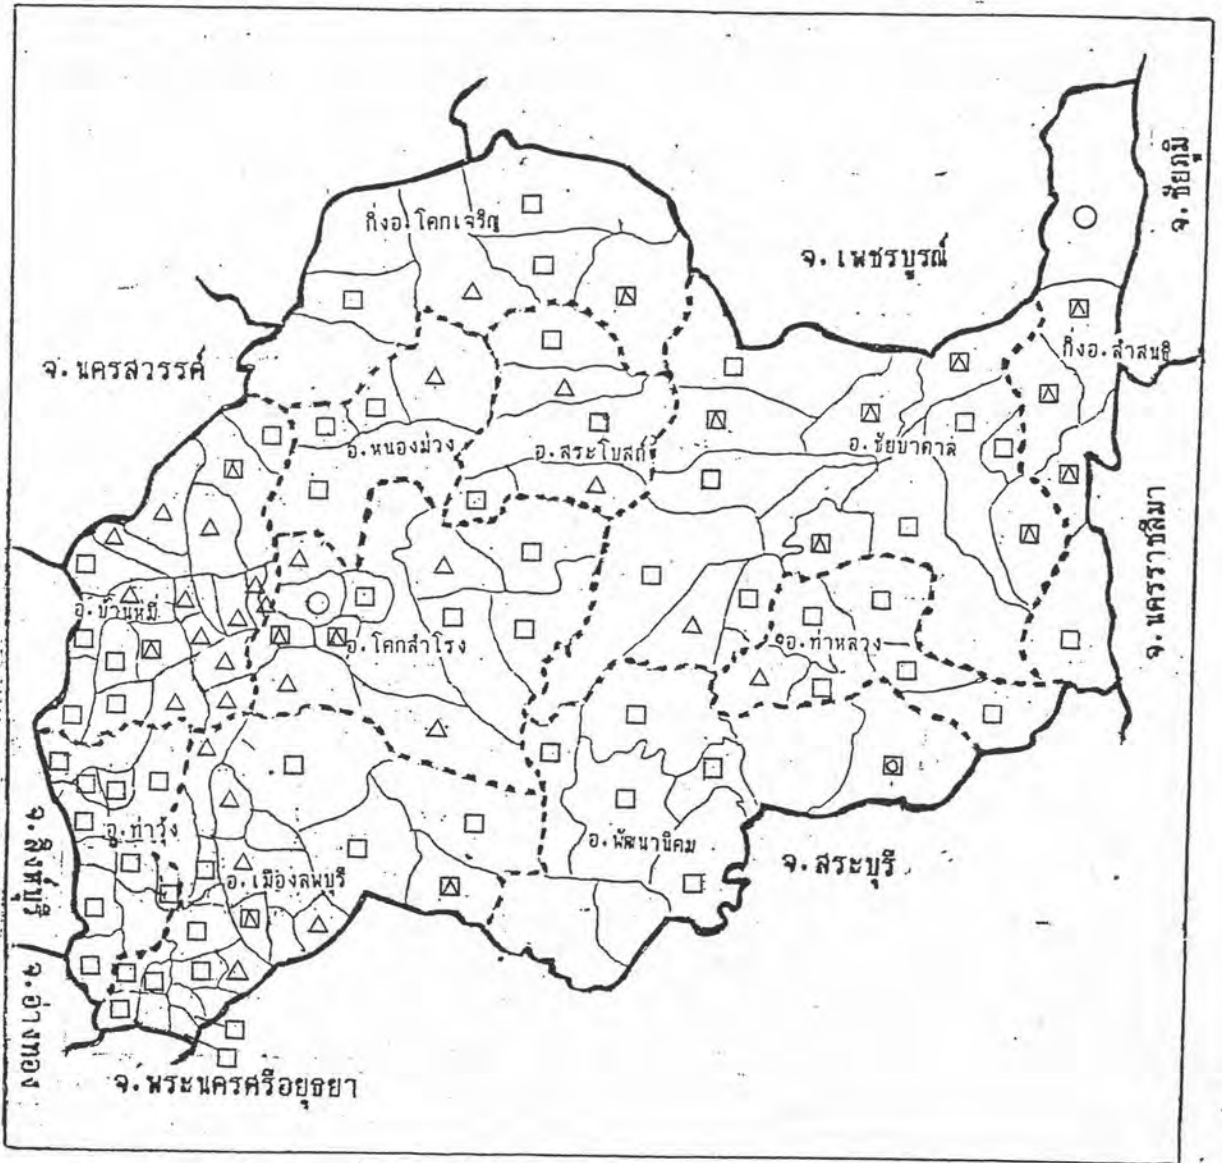 จ.ชัยภูมิ
กิ่งอ.โคกเจริญ
จ.เพชรบูรณ์
กิ่งอ.ลำสนธิ
จ.นครสวรรค์
อ.หนองม่วง
อ.สระโบสถ์
อ.ชัยบาดาล
จ.นครราชสีมา
อ.บ้านหมี่
อ.โคกสำโรง
อ.ท่าหลวง
อ.ท่าวุ้ง
อ.พัฒนานิคม
จ.สระบุรี
จ.สิงห์บุรี
อ.เมืองลพบุรี
จ.อ่างทอง
จ.พระนครศรีอยุธยา